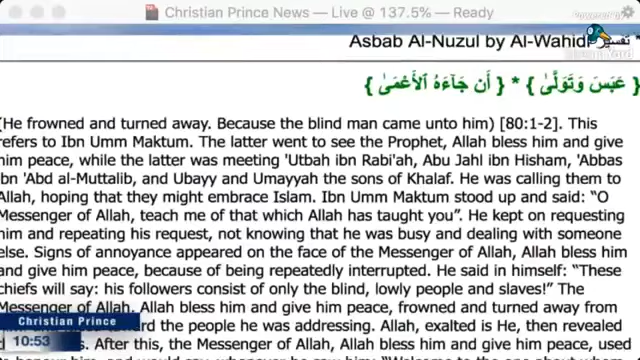 Christian Prince News — Live @ 137.5% — Ready
Powered
Asbab Al-Nuzul by Al-Wahidi
* تفسير
{ عَبَسَ وَتَوَلَّىٰ } * { أَن جَآءَهُ ٱلأَعْمَىٰ }
(He frowned and turned away. Because the blind man came unto him) [80:1-2]. This
refers to Ibn Umm Maktum. The latter went to see the Prophet, Allah bless him and give
him peace, while the latter was meeting 'Utbah ibn Rabi'ah, Abu Jahl ibn Hisham, 'Abbas
ibn 'Abd al-Muttalib, and Ubayy and Umayyah the sons of Khalaf. He was calling them to
Allah, hoping that they might embrace Islam. Ibn Umm Maktum stood up and said: “O
Messenger of Allah, teach me of that which Allah has taught you”. He kept on requesting
him and repeating his request, not knowing that he was busy and dealing with someone
else. Signs of annoyance appeared on the face of the Messenger of Allah, Allah bless him
and give him peace, because of being repeatedly interrupted. He said in himself: “These
chiefs will say: his followers consist of only the blind, lowly people and slaves!” The
Messenger of Allah, Allah bless him and give him peace, frowned and turned away from
the people he was addressing. Allah, exalted is He, then revealed
After this, the Messenger of Allah, Allah bless him and give him peace, used
Christian Prince
10:53